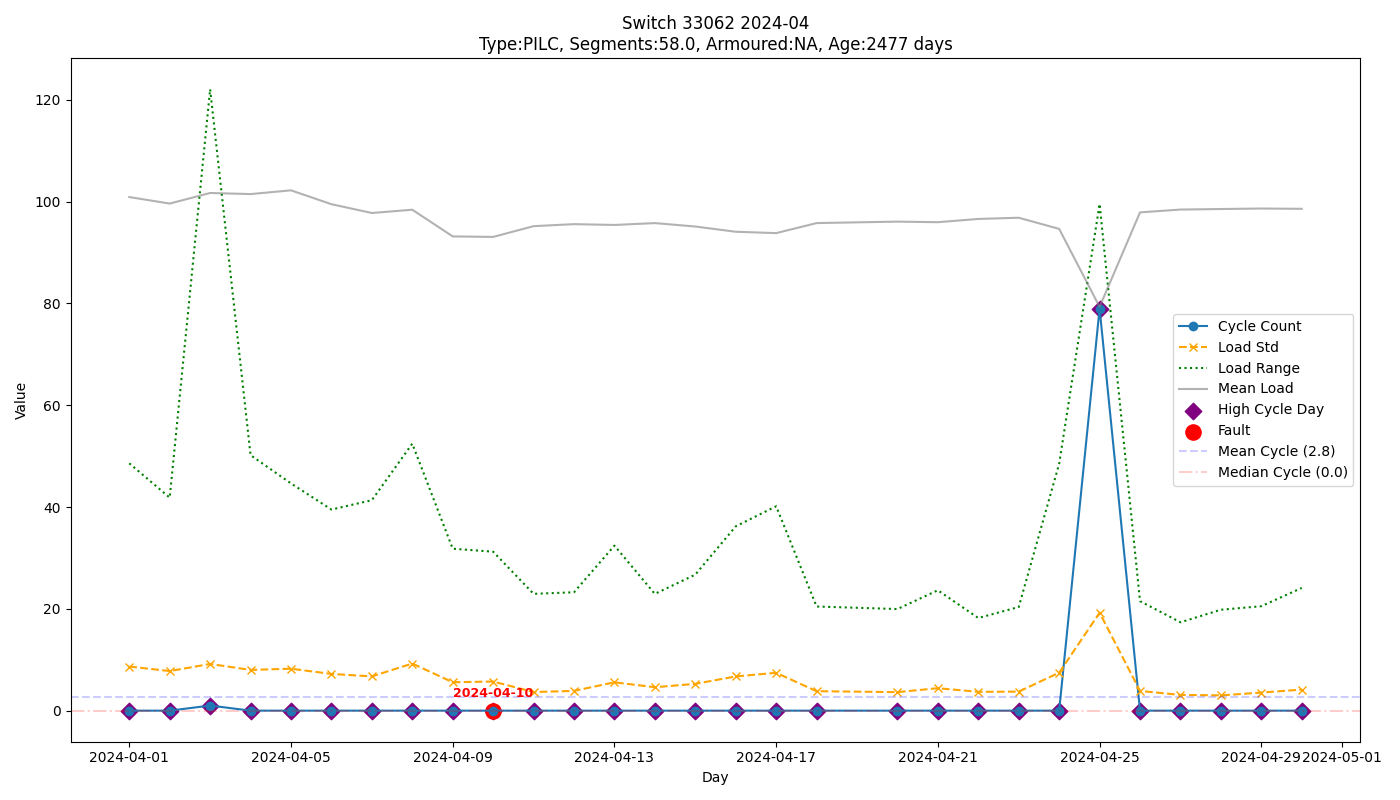 Switch 33062 2024-04
Type:PILC, Segments:58.0, Armoured:NA, Age:2477 days
Value
120
100
80
60
40
20
0
2024-04-10
Cycle Count
Load Std
Load Range
Mean Load
High Cycle Day
Fault
Mean Cycle (2.8)
Median Cycle (0.0)
2024-04-01
2024-04-05
2024-04-09
2024-04-13
2024-04-17
2024-04-21
2024-04-25
2024-04-29
2024-05-01
Day